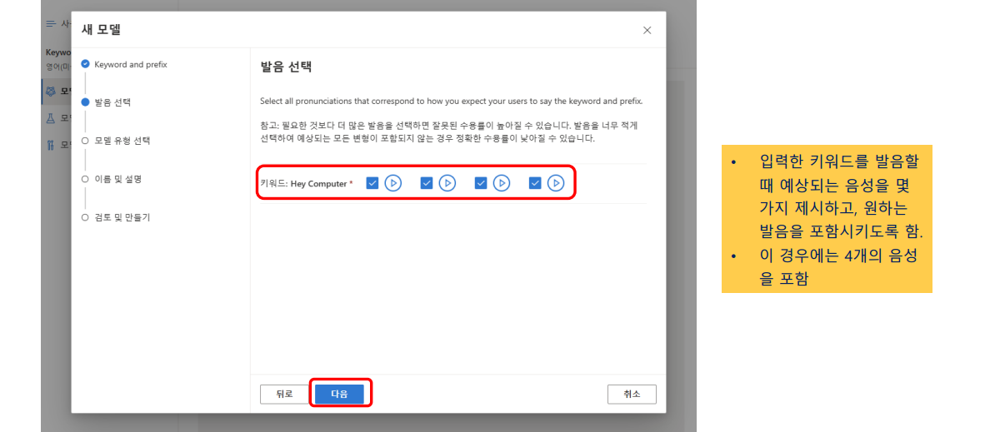 사
새 모델
Keywo
영어(미
모
모
모
Keyword and prefix
발음 선택
모델 유형 선택
이름 및 설명
검토 및 만들기
발음 선택
Select all pronunciations that correspond to how you expect your users to say the keyword and prefix.
참고: 필요한 것보다 더 많은 발음을 선택하면 잘못된 수용률이 높아질 수 있습니다. 발음을 너무 적게
선택하여 예상되는 모든 변형이 포함되지 않는 경우 정확한 수용률이 낮아질 수 있습니다.
키워드: Hey Computer *
뒤로
다음
취소
• 입력한 키워드를 발음할
때 예상되는 음성을 몇
가지 제시하고, 원하는
발음을 포함시키도록 함.
• 이 경우에는 4개의 음성
을 포함